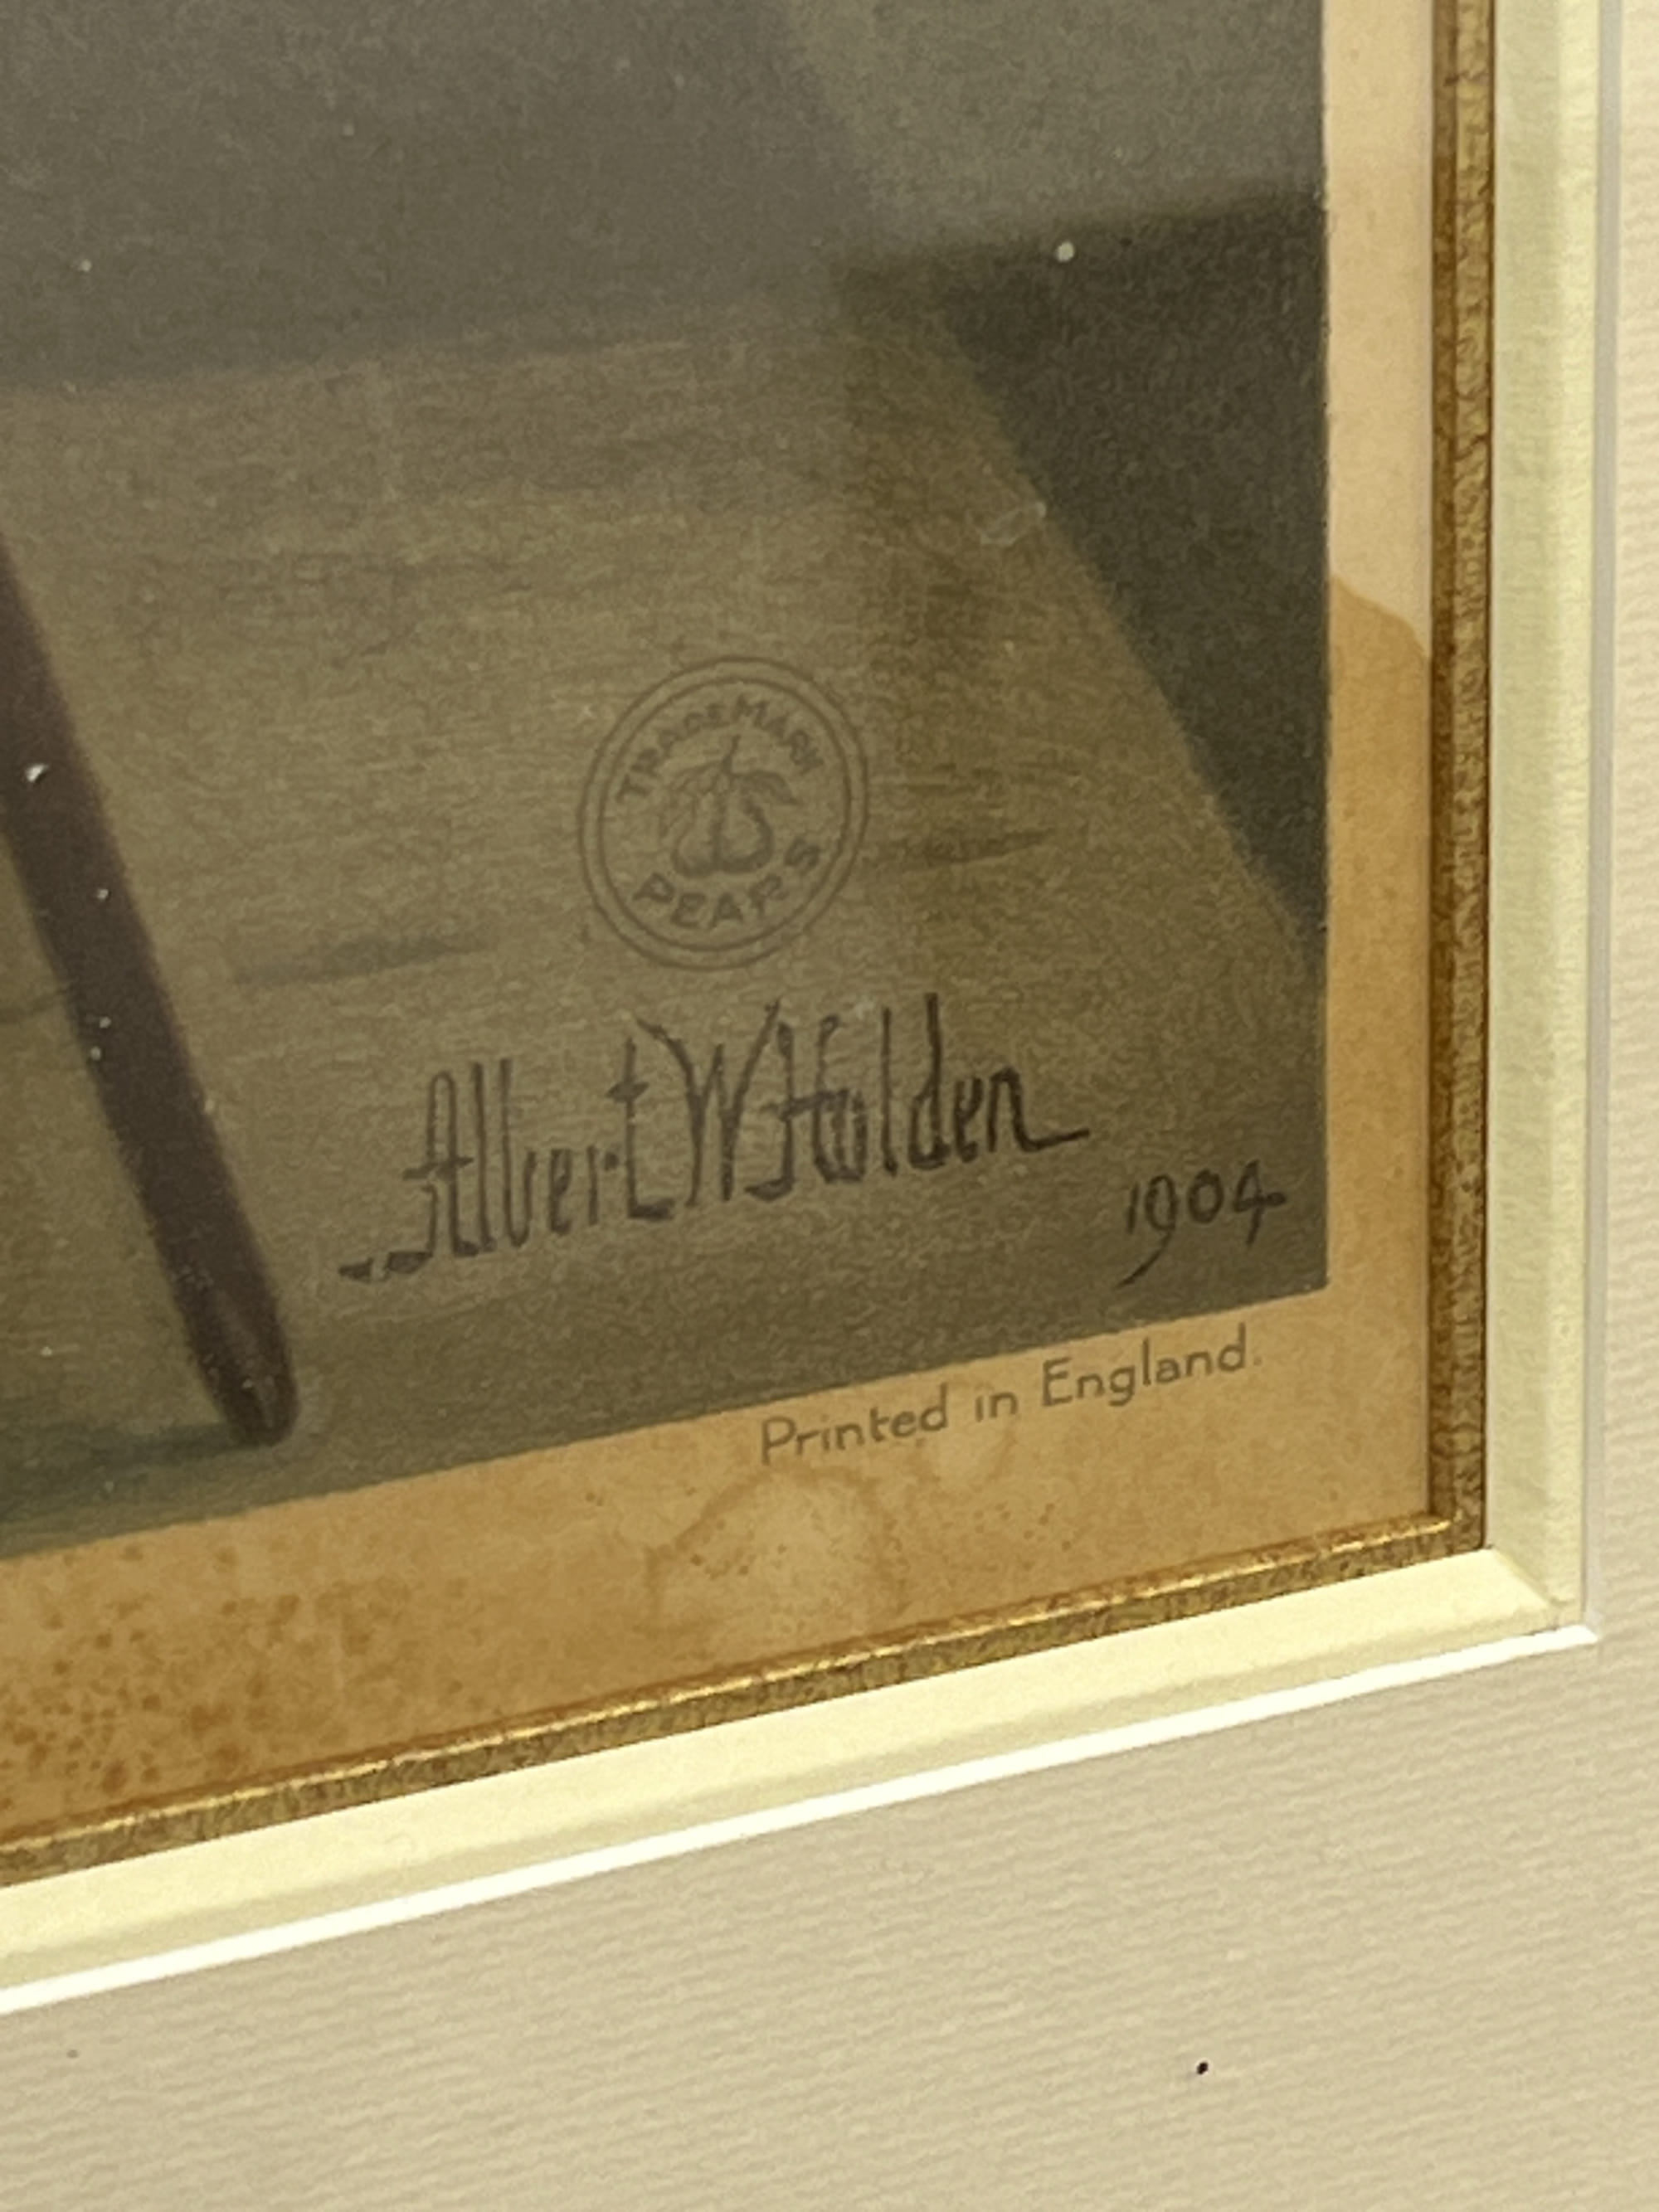 TRADE MARK
PEARS
Albert W Holden
1904
Printed in England.